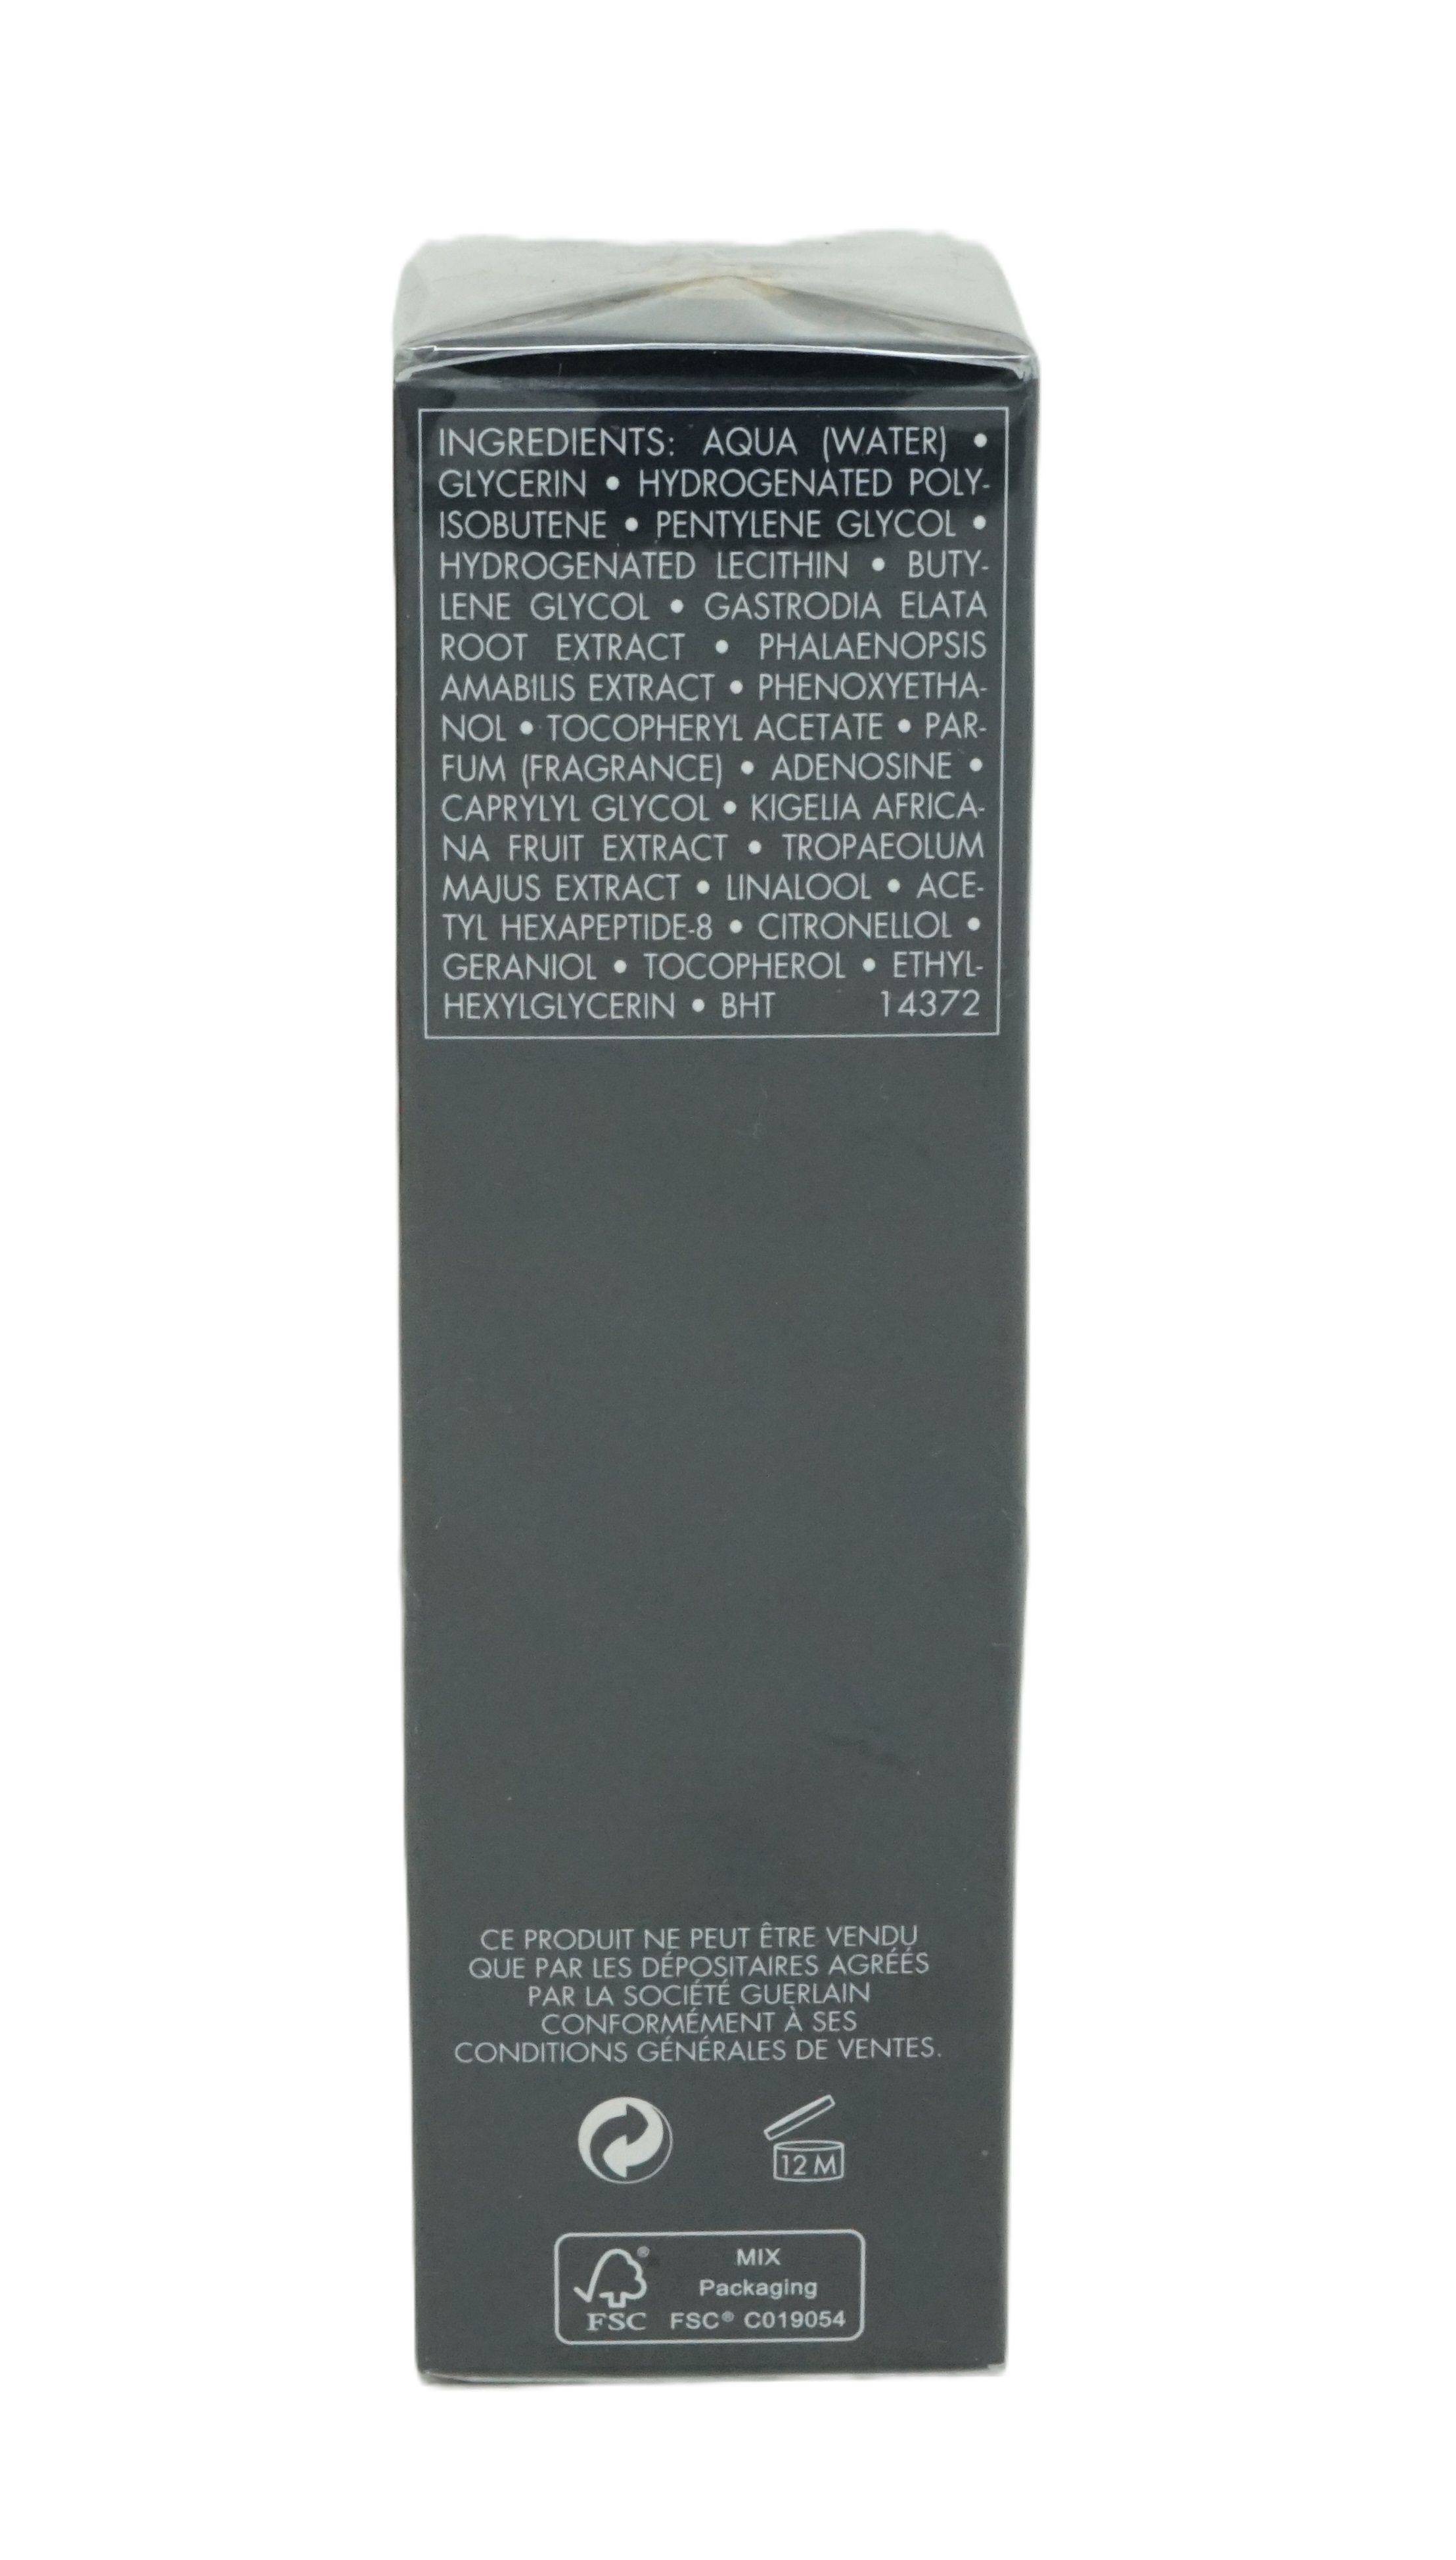 INGREDIENTS: AQUA (WATER) •
GLYCERIN • HYDROGENATED POLY-
ISOBUTENE • PENTYLENE GLYCOL •
HYDROGENATED LECITHIN • BUTY-
LENE GLYCOL • GASTRODIA ELATA
ROOT EXTRACT • PHALAENOPSIS
AMABILIS EXTRACT • PHENOXYETHA-
NOL • TOCOPHERYL ACETATE • PAR-
FUM (FRAGRANCE) • ADENOSINE •
CAPRYLYL GLYCOL • KIGELIA AFRICA-
NA FRUIT EXTRACT • TROPAEOLUM
MAJUS EXTRACT • LINALOOL • ACE-
TYL HEXAPEPTIDE-8 • CITRONELLOL •
GERANIOL • TOCOPHEROL • ETHYL-
HEXYLGLYCERIN • BHT 14372
CE PRODUIT NE PEUT ÊTRE VENDU
QUE PAR LES DÉPOSITAIRES AGRÉÉS
PAR LA SOCIÉTÉ GUERLAIN
CONFORMÉMENT À SES
CONDITIONS GÉNÉRALES DE VENTES.
12 M
MIX
Packaging
® FSC FSC® C019054